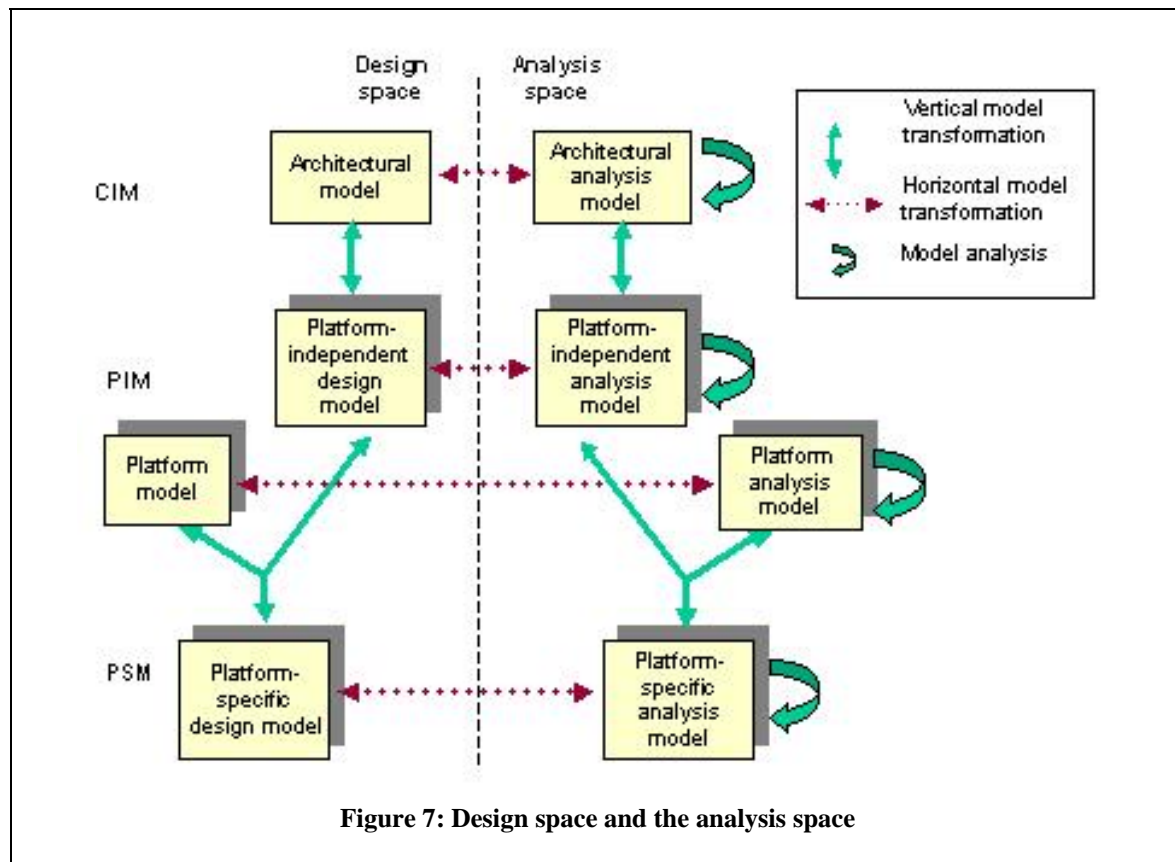 Design
space
Analysis
space
Vertical model
transformation
Horizontal model
transformation
Model analysis
CIM
Architectural
model
Architectural
analysis
model
PIM
Platform-
independent
design
model
Platform-
independent
analysis
model
Platform
model
Platform
analysis
model
PSM
Platform-
specific
design model
Platform-
specific
analysis
model
Figure 7: Design space and the analysis space